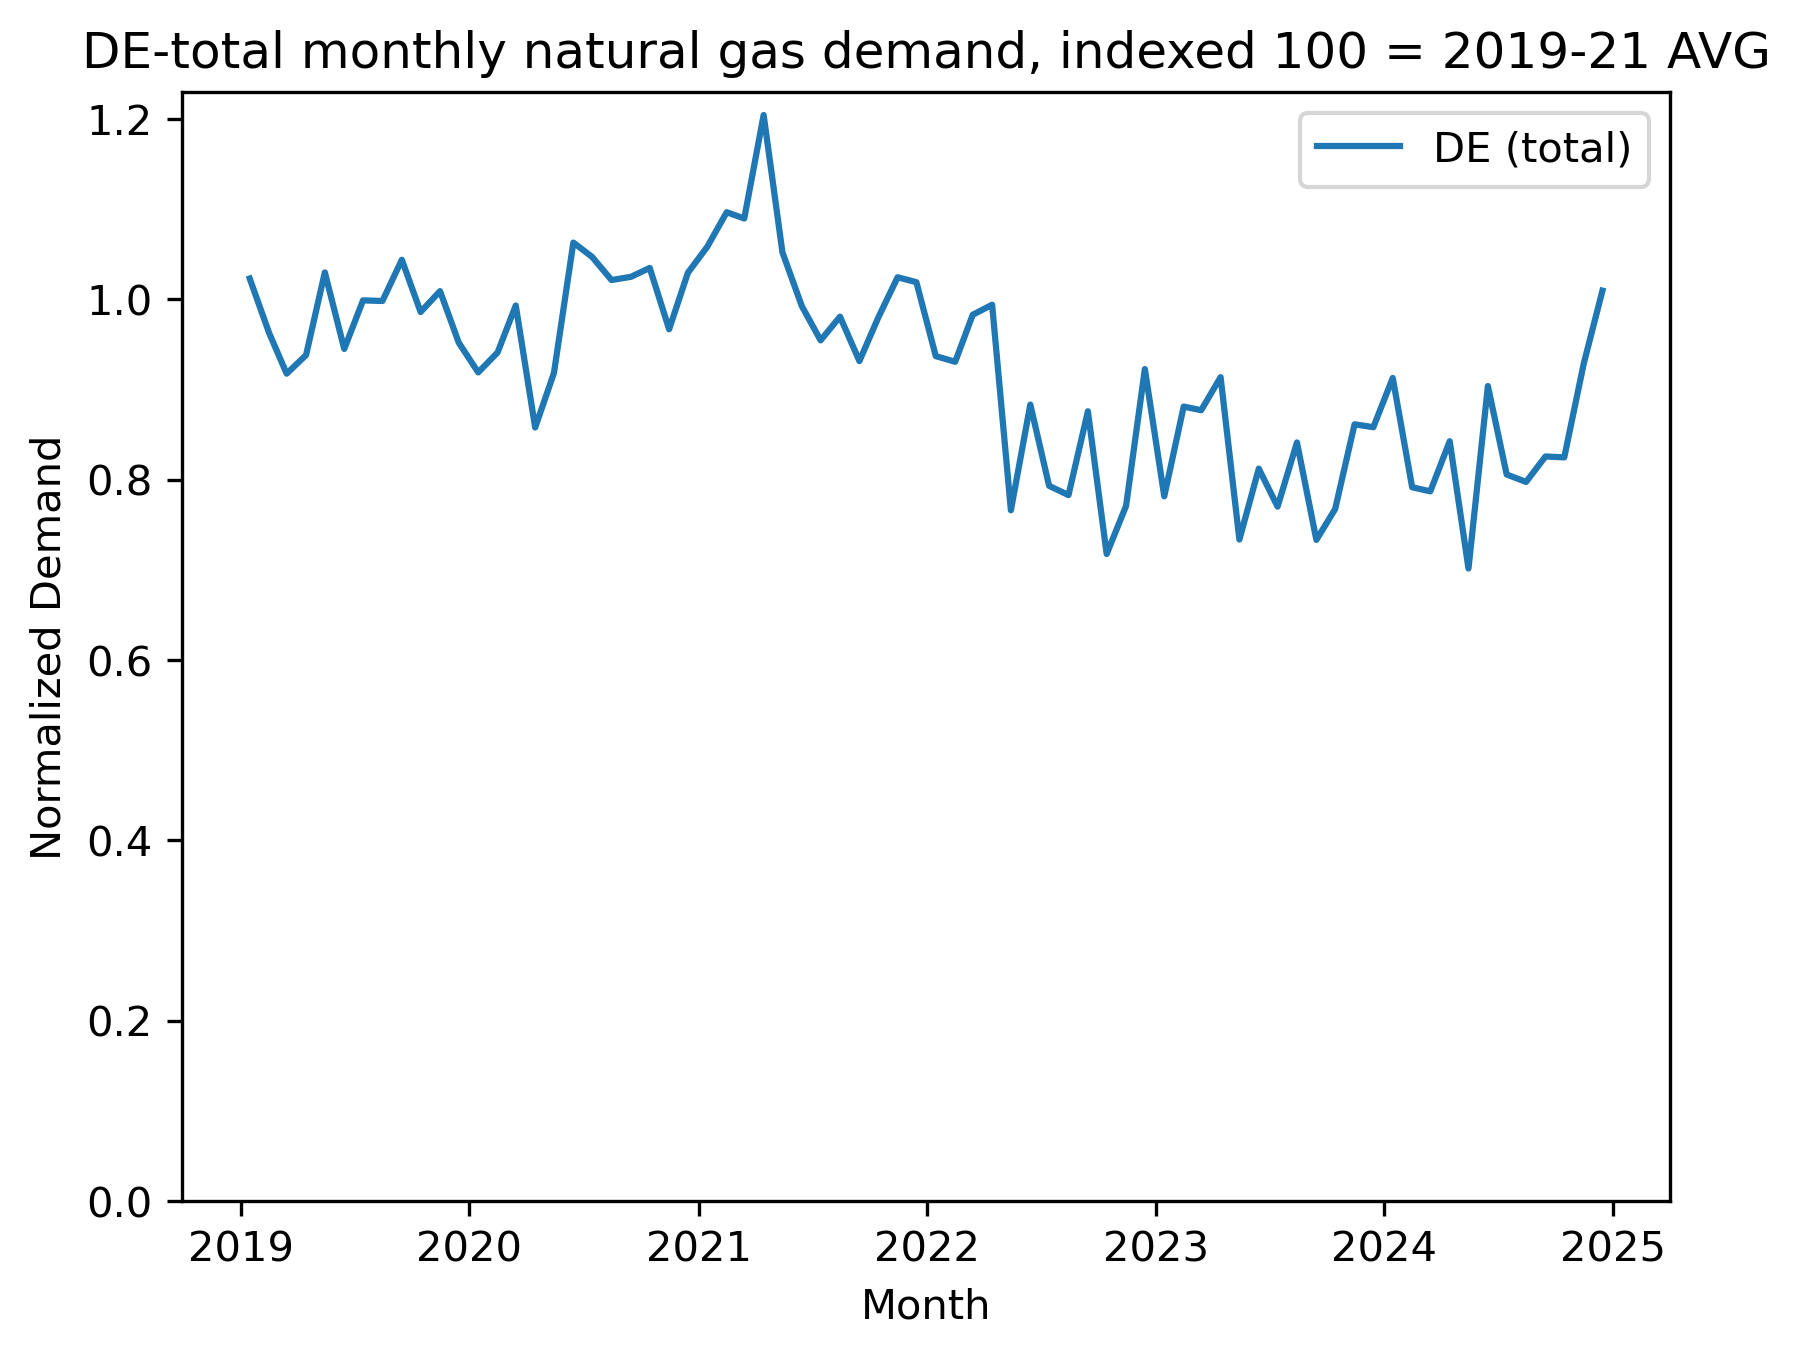 DE-total monthly natural gas demand, indexed 100 = 2019-21 AVG
DE (total)
Normalized Demand
1.2
1.0
0.8
0.6
0.4
0.2
0.0
2019 2020 2021 2022 2023 2024 2025
Month